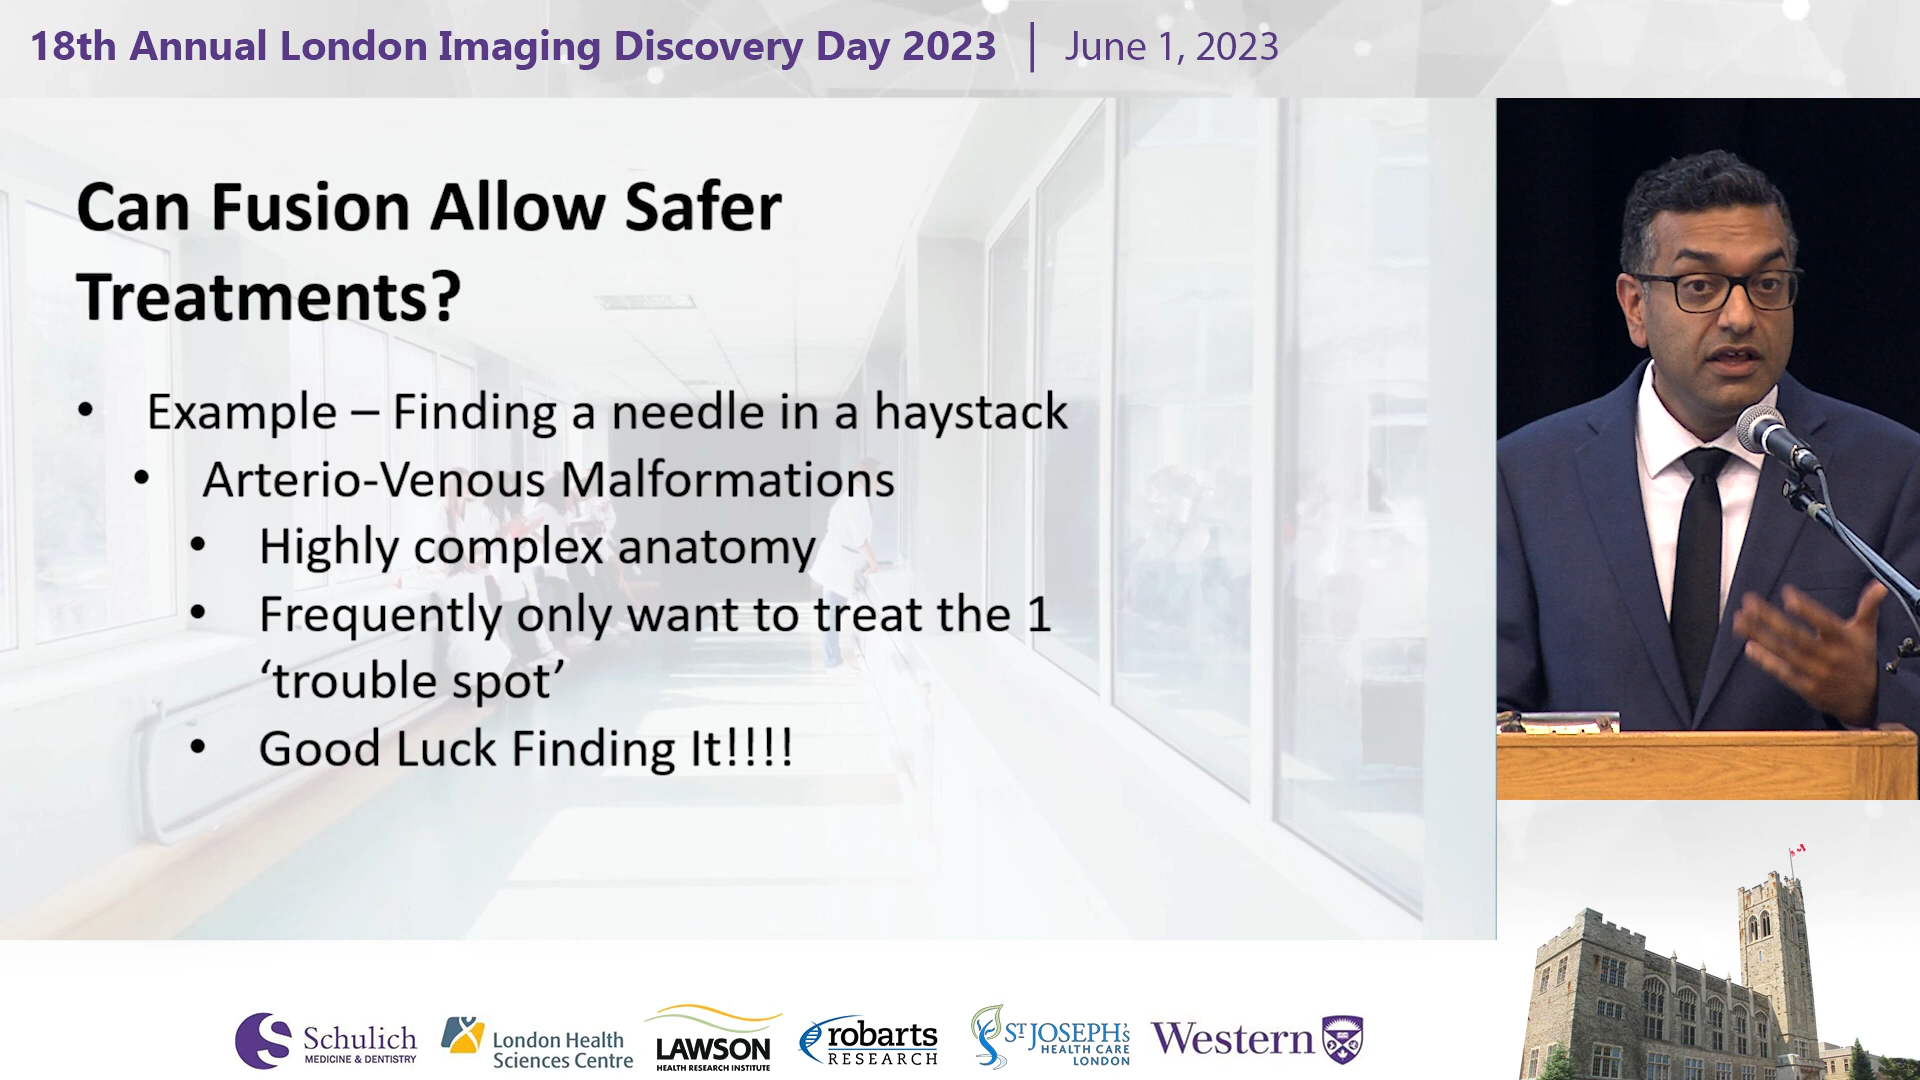 18th Annual London Imaging Discovery Day 2023 | June 1, 2023
Can Fusion Allow Safer
Treatments?
• Example – Finding a needle in a haystack
• Arterio-Venous Malformations
• Highly complex anatomy
• Frequently only want to treat the 1
‘trouble spot’
• Good Luck Finding It!!!!
Schulich
MEDICINE & DENTISTRY
London Health
Sciences Centre
LAWSON
HEALTH RESEARCH INSTITUTE
robarts
RESEARCH
ST JOSEPH's
HEALTH CARE
LONDON
Western